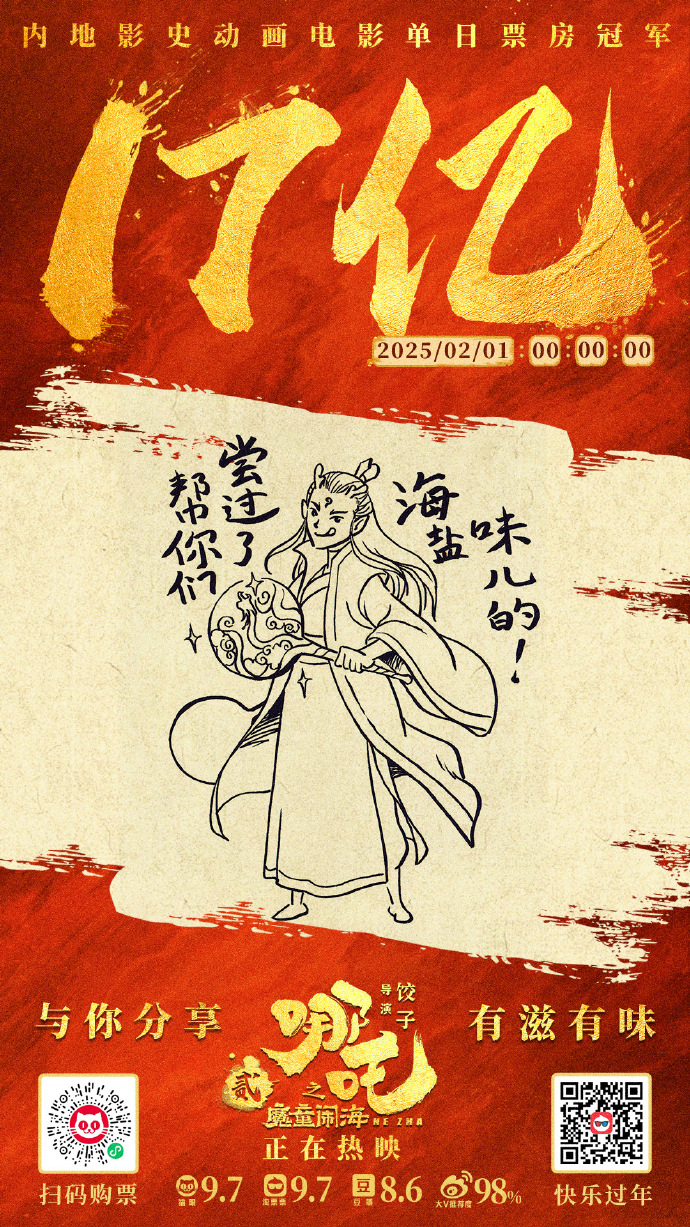 内地影史动画电影单日票房冠军
17亿
2025/02/01:00:00:00
尝过了
帮你们
海盐
味儿的！
与你分享
哪吒
之
魔童闹海
NE ZHA
贰
导演
饺子
有滋有味
正在热映
扫码购票
猫眼
9.7
淘票票
9.7
豆
豆瓣
8.6
大V推荐度
98%
快乐过年